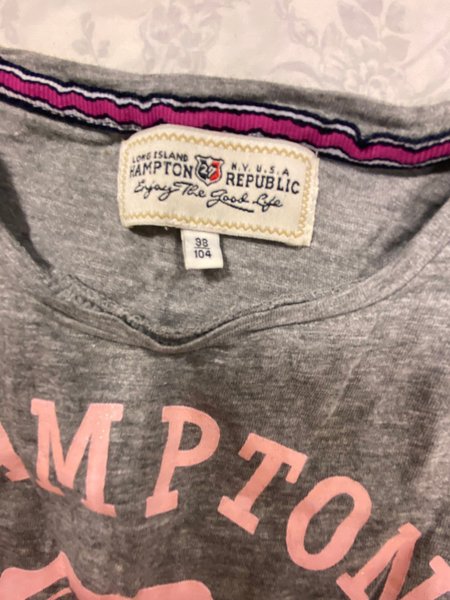 LONG ISLAND N.Y. U.S.A
HAMPTON 27 REPUBLIC
Enjoy The Good Life
98
104
AMPTON